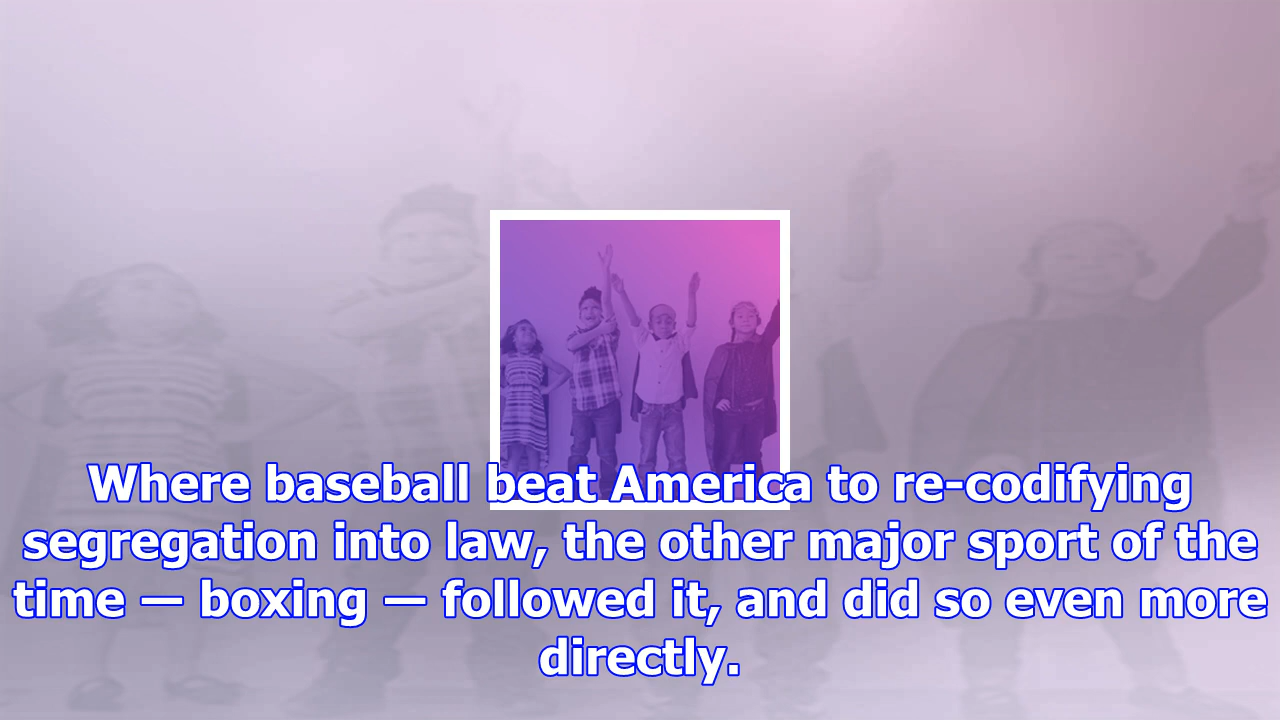 Where baseball beat America to re-codifying
segregation into law, the other major sport of the
time — boxing — followed it, and did so even more
directly.